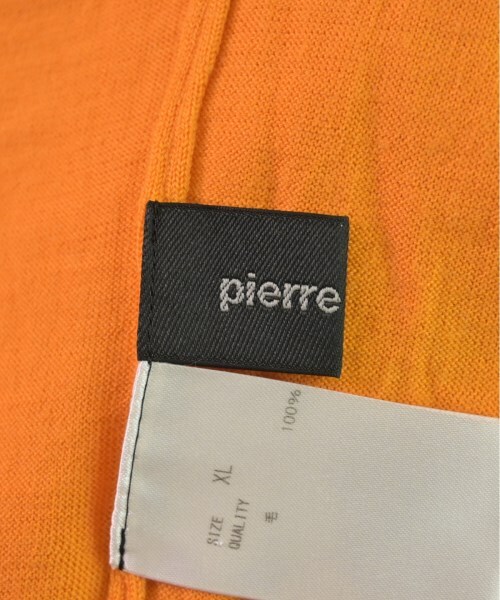 pierre
SIZE XL
QUALITY
毛 100%